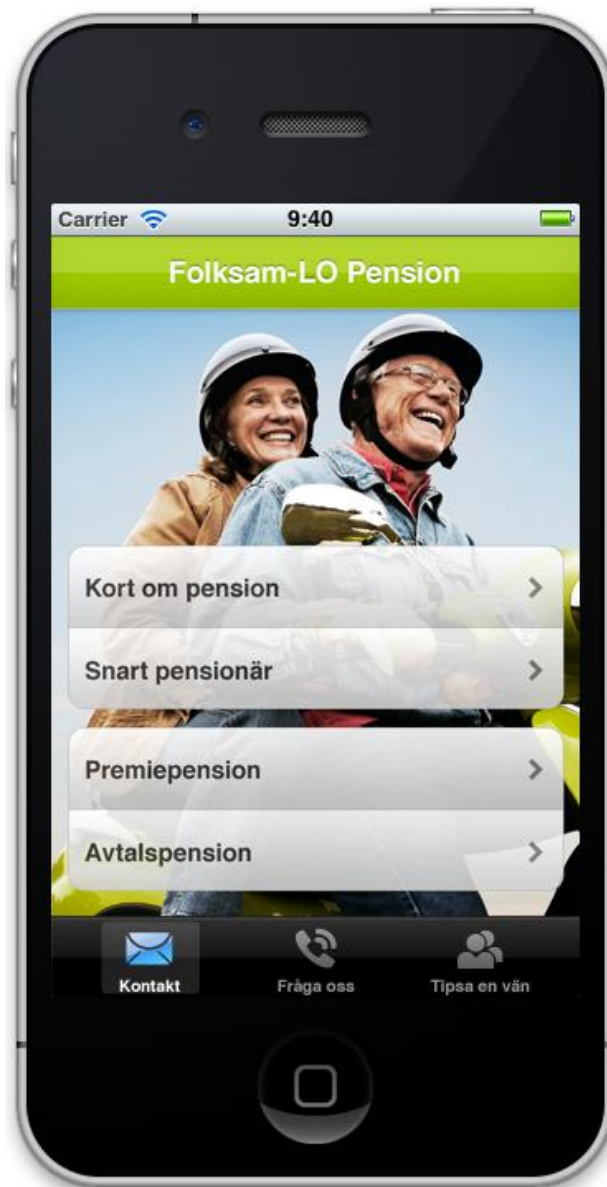 Carrier 9:40
Folksam-LO Pension
Kort om pension
Snart pensionär
Premiepension
Avtalspension
Kontakt Fråga oss Tipsa en vän